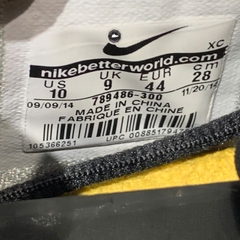 XC
nikebetterworld.com
US UK EUR cm
10 9 44 28
789486-300
09/09/14 11/20/14
MADE IN CHINA
FABRIQUE EN CHINE
105366251 UPC